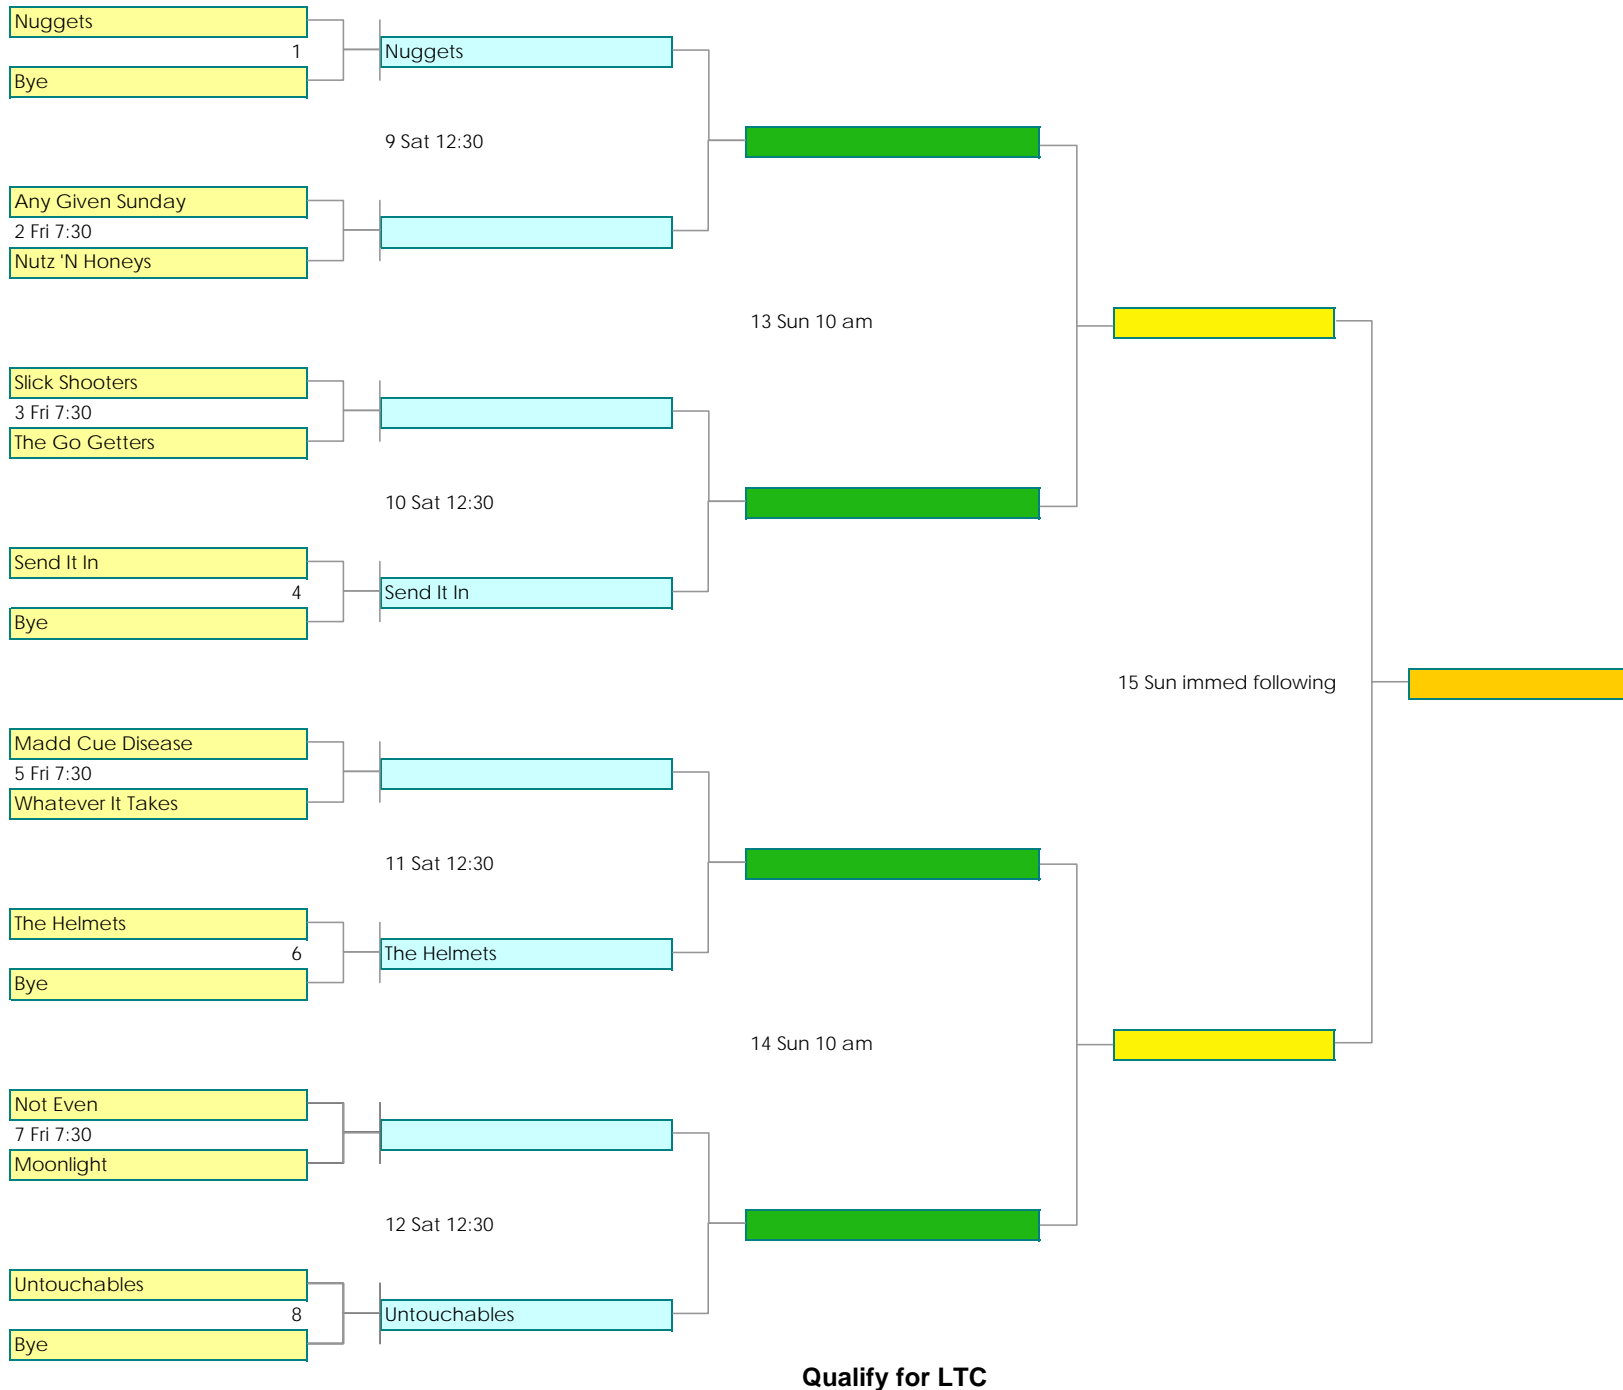 Nuggets
1
Bye
Nuggets
9 Sat 12:30
Any Given Sunday
2 Fri 7:30
Nutz 'N Honeys
13 Sun 10 am
Slick Shooters
3 Fri 7:30
The Go Getters
10 Sat 12:30
Send It In
4
Bye
Send It In
15 Sun immed following
Madd Cue Disease
5 Fri 7:30
Whatever It Takes
11 Sat 12:30
The Helmets
6
Bye
The Helmets
14 Sun 10 am
Not Even
7 Fri 7:30
Moonlight
12 Sat 12:30
Untouchables
8
Bye
Untouchables
Qualify for LTC